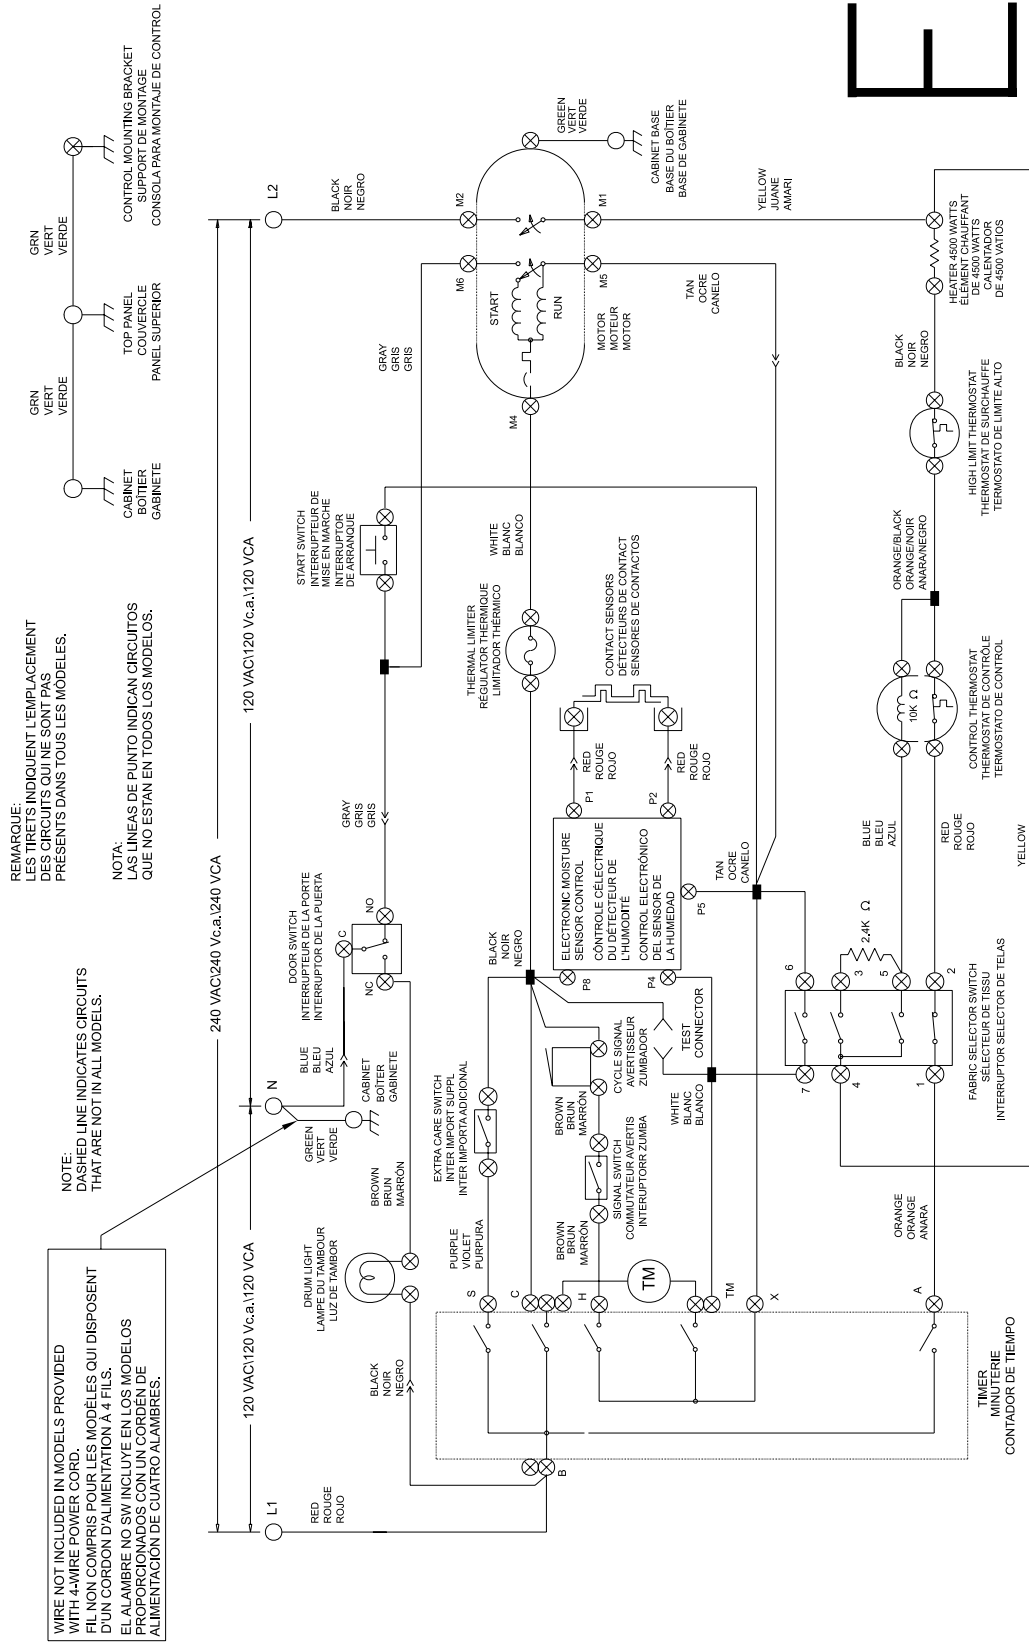 REMARQUE:
LES TIRETS INDIQUENT L'EMPLACEMENT
DES CIRCUITS QUI NE SONT PAS
PRÉSENTS DANS TOUS LES MÒDELES.
NOTA:
LAS LINEAS DE PUNTO INDICAN CIRCUITOS
QUE NO ESTAN EN TODOS LOS MODELOS.
NOTE:
DASHED LINE INDICATES CIRCUITS
THAT ARE NOT IN ALL MODELS.
WIRE NOT INCLUDED IN MODELS PROVIDED
WITH 4-WIRE POWER CORD.
FIL NON COMPRIS POUR LES MODÈLES QUI DISPOSENT
D'UN CORDON D'ALIMENTATION À 4 FILS.
EL ALAMBRE NO SW INCLUYE EN LOS MODELOS
PROPORCIONADOS CON UN CORDÉN DE
ALIMENTACIÓN DE CUATRO ALAMBRES.
GRN
VERT
VERDE
GRN
VERT
VERDE
CABINET
BOÎTIER
GABINETE
TOP PANEL
COUVERCLE
PANEL SUPERIOR
CONTROL MOUNTING BRACKET
SUPPORT DE MONTAGE
CONSOLA PARA MONTAJE DE CONTROL
240 VAC\240 Vc.a.\240 VCA
120 VAC\120 Vc.a.\120 VCA
120 VAC\120 Vc.a.\120 VCA
L1
N
L2
RED
ROUGE
ROJO
GREEN
VERT
VERDE
CABINET
BOÎTER
GABINETE
BLUE
BLEU
AZUL
BLACK
NOIR
NEGRO
DRUM LIGHT
LAMPE DU TAMBOUR
LUZ DE TAMBOR
BROWN
BRUN
MARRÓN
BLACK
NOIR
NEGRO
DOOR SWITCH
INTERRUPTEUR DE LA PORTE
INTERRUPTOR DE LA PUERTA
NC
C
NO
GRAY
GRIS
GRIS
START SWITCH
INTERRUPTEUR DE
MISE EN MARCHE
INTERRUPTOR
DE ARRANQUE
GRAY
GRIS
GRIS
M6
M2
START
RUN
M4
M5
M1
MOTOR
MOTEUR
MOTOR
GREEN
VERT
VERDE
CABINET BASE
BASE DU BOÎTIER
BASE DE GABINETE
YELLOW
JUANE
AMARI
TAN
OCRE
CANELO
WHITE
BLANC
BLANCO
THERMAL LIMITER
RÉGULATOR THERMIQUE
LIMITADOR THÉRMICO
PURPLE
VIOLET
PURPURA
EXTRA CARE SWITCH
INTER IMPORT SUPPL
INTER IMPORTA ADICIONAL
BLACK
NOIR
NEGRO
CONTACT SENSORS
DÉTECTEURS DE CONTACT
SENSORES DE CONTACTOS
RED
ROUGE
ROJO
RED
ROUGE
ROJO
P1
P2
ELECTRONIC MOISTURE
SENSOR CONTROL
CÒNTRÔLE CÉLECTRIQUE
DU DÉTECTEUR DE
L'HUMODITÉ
CONTROL ELECTRÓNICO
DEL SENSOR DE
LA HUMEDAD
P8
P4
P5
BROWN
BRUN
MARRÓN
SIGNAL SWITCH
COMMUTATEUR AVERTIS
INTERUPTORR ZUMBA
BROWN
BRUN
MARRÓN
CYCLE SIGNAL
AVERTISSEUR
ZUMBADOR
TEST
CONNECTOR
WHITE
BLANC
BLANCO
TAN
OCRE
CANELO
TM
S
C
H
TM
X
A
B
TIMER
MINUTERIE
CONTADOR DE TIEMPO
ORANGE
ORANGE
ANARA
7
4
1
6
3
5
2
2.4K Ω
FABRIC SELECTOR SWITCH
SÉLECTEUR DE TISSU
INTERRUPTOR SELECTOR DE TELAS
BLUE
BLEU
AZUL
RED
ROUGE
ROJO
10K Ω
CONTROL THERMOSTAT
THERMOSTAT DE CONTRÔLE
TERMOSTATO DE CONTROL
ORANGE/BLACK
ORANGE/NOIR
ANARA/NEGRO
HIGH LIMIT THERMOSTAT
THERMOSTAT DE SURCHAUFFE
TERMOSTATO DE LIMITE ALTO
BLACK
NOIR
NEGRO
HEATER 4500 WATTS
ÉLÉMENT CHAUFFANT
DE 4500 WATTS
CALENTADOR
DE 4500 VATIOS
YELLOW